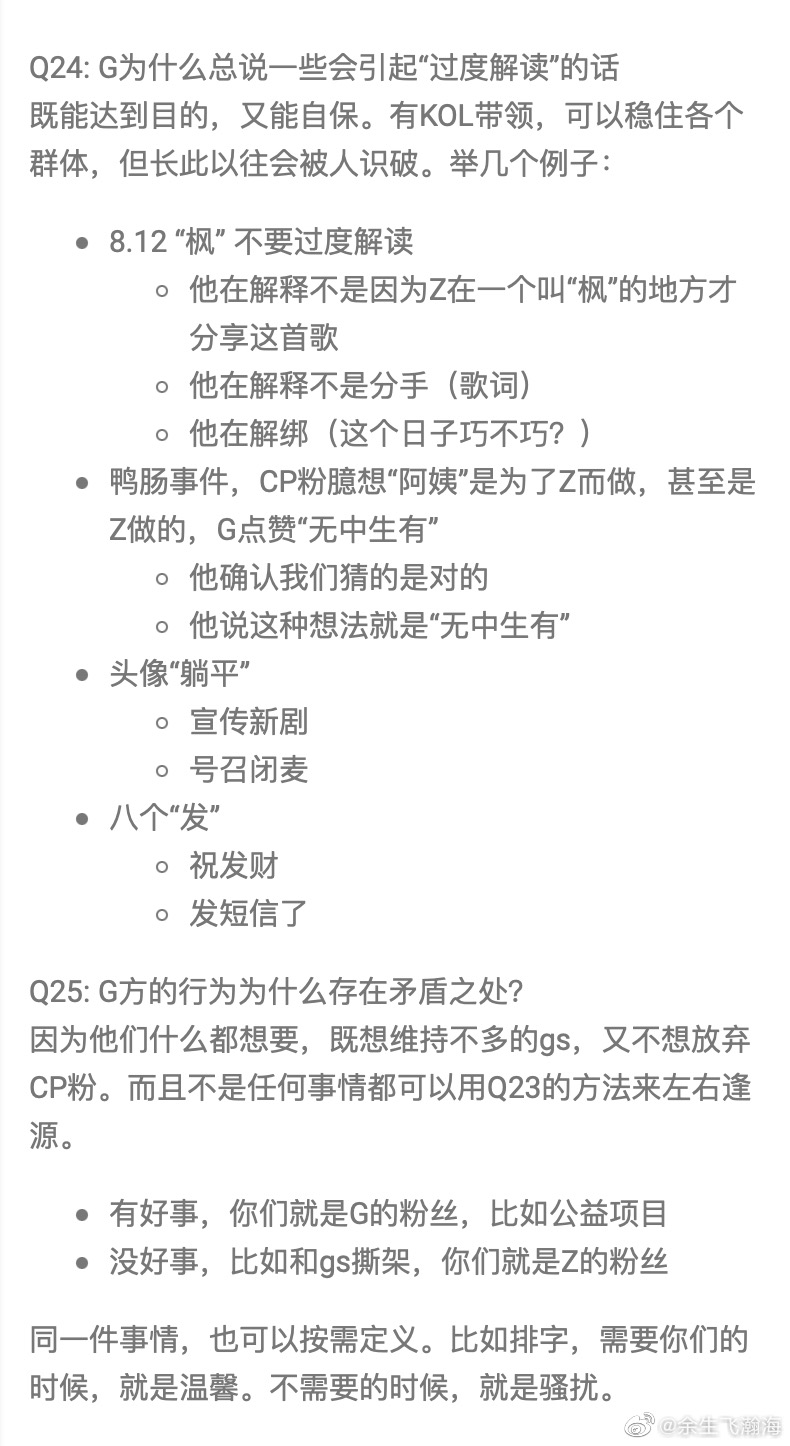 Q24: G为什么总说一些会引起“过度解读”的话
既能达到目的，又能自保。有KOL带领，可以稳住各个
群体，但长此以往会被人识破。举几个例子：
8.12 “枫” 不要过度解读
他在解释不是因为Z在一个叫“枫”的地方才
分享这首歌
他在解释不是分手（歌词）
他在解绑（这个日子巧不巧？）
鸭肠事件，CP粉臆想“阿姨”是为了Z而做，甚至是
Z做的，G点赞“无中生有”
他确认我们猜的是对的
他说这种想法就是“无中生有”
头像“躺平”
宣传新剧
号召闭麦
八个“发”
祝发财
发短信了
Q25: G方的行为为什么存在矛盾之处?
因为他们什么都想要，既想维持不多的gs，又不想放弃
CP粉。而且不是任何事情都可以用Q23的方法来左右逢
源。
有好事，你们就是G的粉丝，比如公益项目
没好事，比如和gs撕架，你们就是Z的粉丝
同一件事情，也可以按需定义。比如排字，需要你们的
时候，就是温馨。不需要的时候，就是骚扰。
@余生飞瀚海